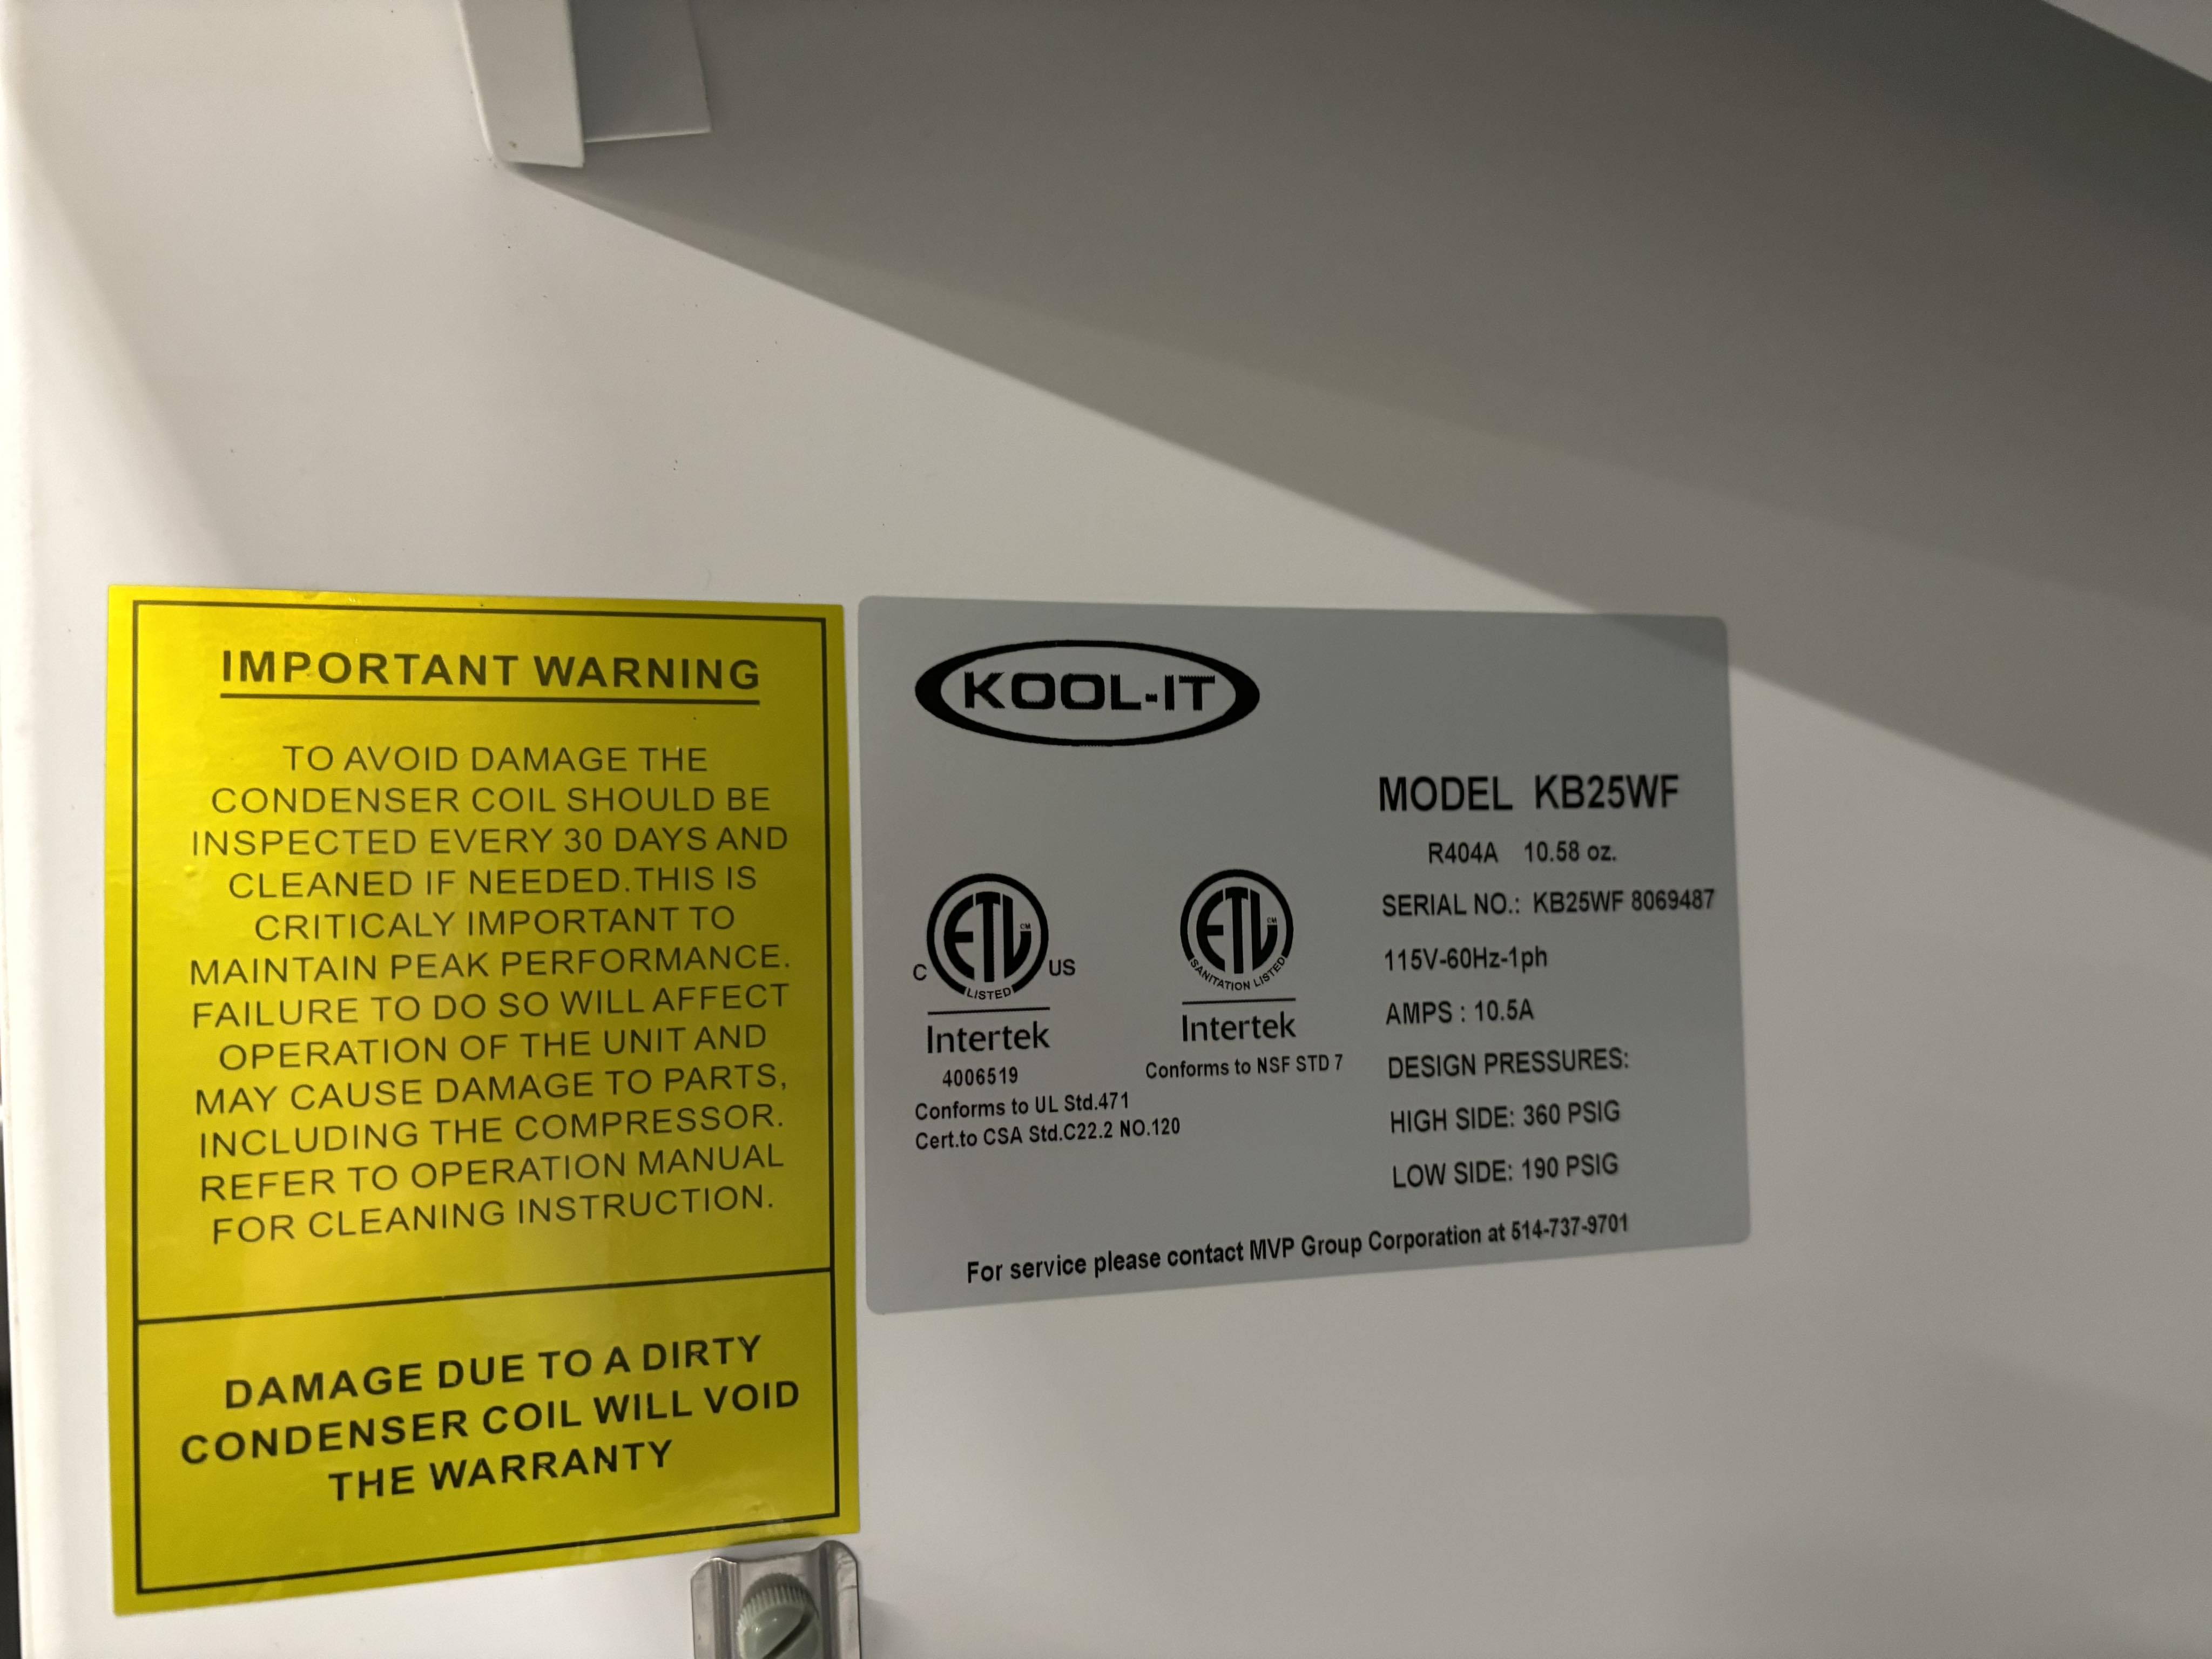 IMPORTANT WARNING
TO AVOID DAMAGE THE
CONDENSER COIL SHOULD BE
INSPECTED EVERY 30 DAYS AND
CLEANED IF NEEDED.THIS IS
CRITICALY IMPORTANT TO
MAINTAIN PEAK PERFORMANCE.
FAILURE TO DO SO WILL AFFECT
OPERATION OF THE UNIT AND
MAY CAUSE DAMAGE TO PARTS,
INCLUDING THE COMPRESSOR.
REFER TO OPERATION MANUAL
FOR CLEANING INSTRUCTION.
DAMAGE DUE TO A DIRTY
CONDENSER COIL WILL VOID
THE WARRANTY
KOOL-IT
C ETL CM US
LISTED
Intertek
4006519
Conforms to UL Std.471
Cert.to CSA Std.C22.2 NO.120
ETL CM
SANITATION LISTED
Intertek
Conforms to NSF STD 7
MODEL KB25WF
R404A 10.58 oz.
SERIAL NO.: KB25WF 8069487
115V-60Hz-1ph
AMPS : 10.5A
DESIGN PRESSURES:
HIGH SIDE: 360 PSIG
LOW SIDE: 190 PSIG
For service please contact MVP Group Corporation at 514-737-9701